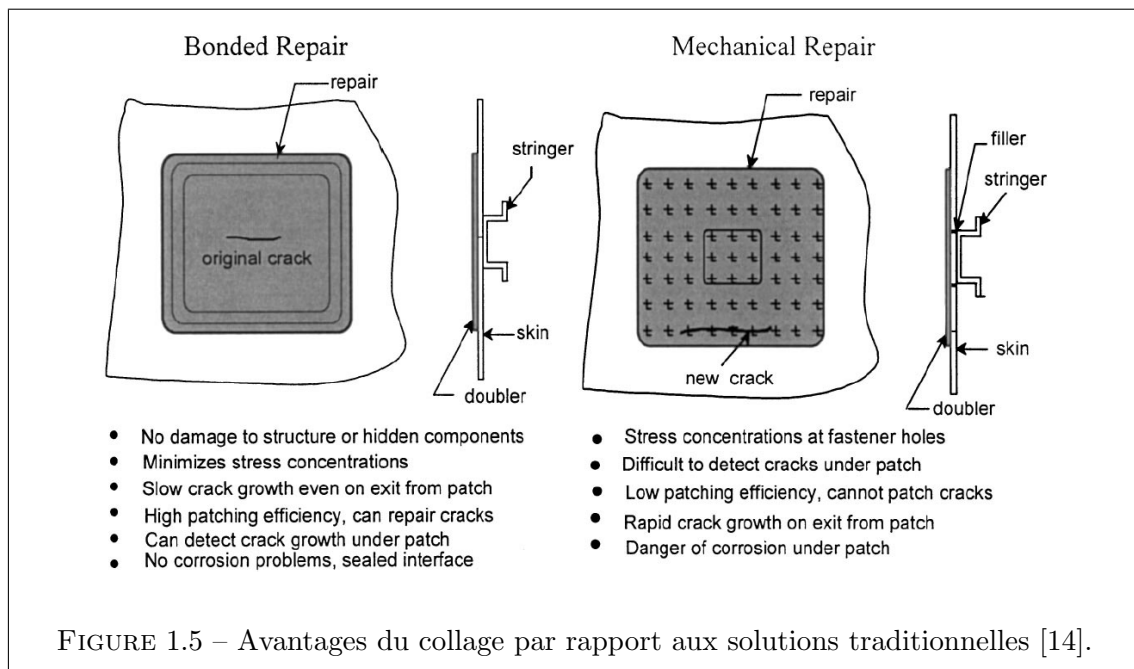 Bonded Repair
repair
stringer
original crack
skin
doubler
• No damage to structure or hidden components
• Minimizes stress concentrations
• Slow crack growth even on exit from patch
• High patching efficiency, can repair cracks
• Can detect crack growth under patch
• No corrosion problems, sealed interface
Mechanical Repair
repair
filler
stringer
new crack
skin
doubler
• Stress concentrations at fastener holes
• Difficult to detect cracks under patch
• Low patching efficiency, cannot patch cracks
• Rapid crack growth on exit from patch
• Danger of corrosion under patch
FIGURE 1.5 – Avantages du collage par rapport aux solutions traditionnelles [14].